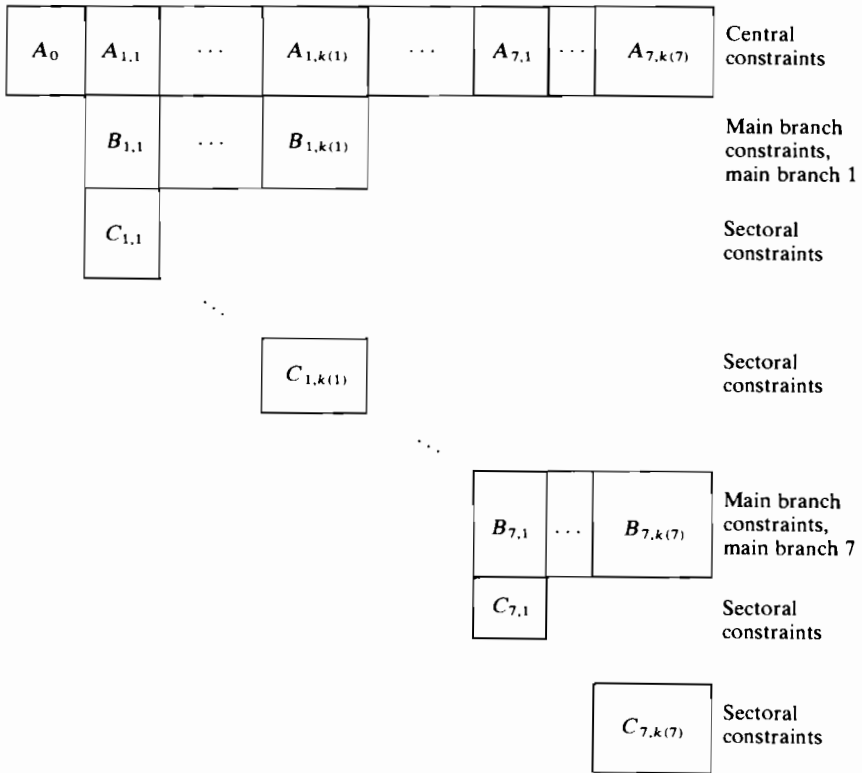 A₀ A₁,₁ ··· A₁,ₖ₍₁₎ ··· A₇,₁ ··· A₇,ₖ₍₇₎ Central
constraints
B₁,₁ ··· B₁,ₖ₍₁₎ Main branch
constraints,
main branch 1
C₁,₁ Sectoral
constraints
···
C₁,ₖ₍₁₎ Sectoral
constraints
···
B₇,₁ ··· B₇,ₖ₍₇₎ Main branch
constraints,
main branch 7
C₇,₁ Sectoral
constraints
C₇,ₖ₍₇₎ Sectoral
constraints